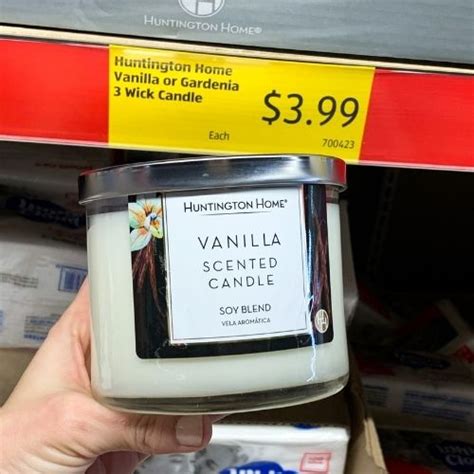 HUNTINGTON HOME®
Huntington Home
Vanilla or Gardenia
3 Wick Candle
$3.99
Each
700423
HUNTINGTON HOME®
VANILLA
SCENTED
CANDLE
SOY BLEND
VELA AROMÁTICA